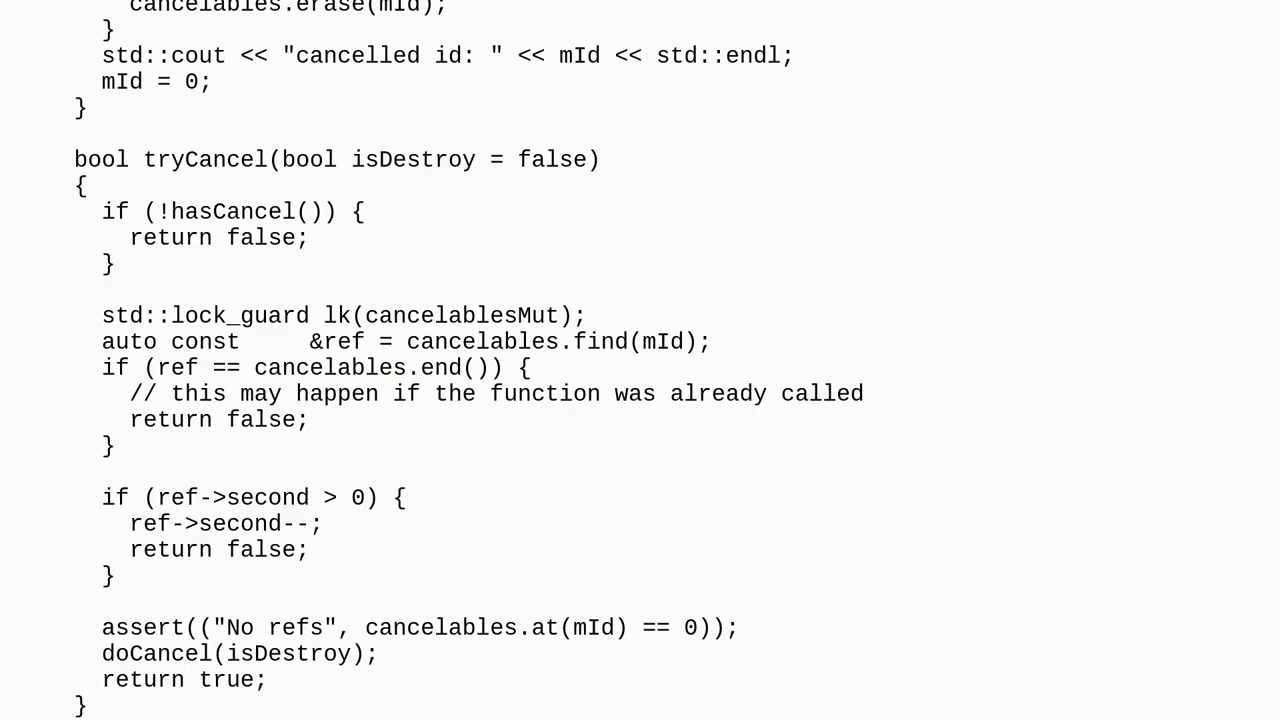 cancelables.erase(mId);
  }
  std::cout << "cancelled id: " << mId << std::endl;
  mId = 0;
}

bool tryCancel(bool isDestroy = false)
{
  if (!hasCancel()) {
    return false;
  }

  std::lock_guard lk(cancelablesMut);
  auto const     &ref = cancelables.find(mId);
  if (ref == cancelables.end()) {
    // this may happen if the function was already called
    return false;
  }

  if (ref->second > 0) {
    ref->second--;
    return false;
  }

  assert(("No refs", cancelables.at(mId) == 0));
  doCancel(isDestroy);
  return true;
}